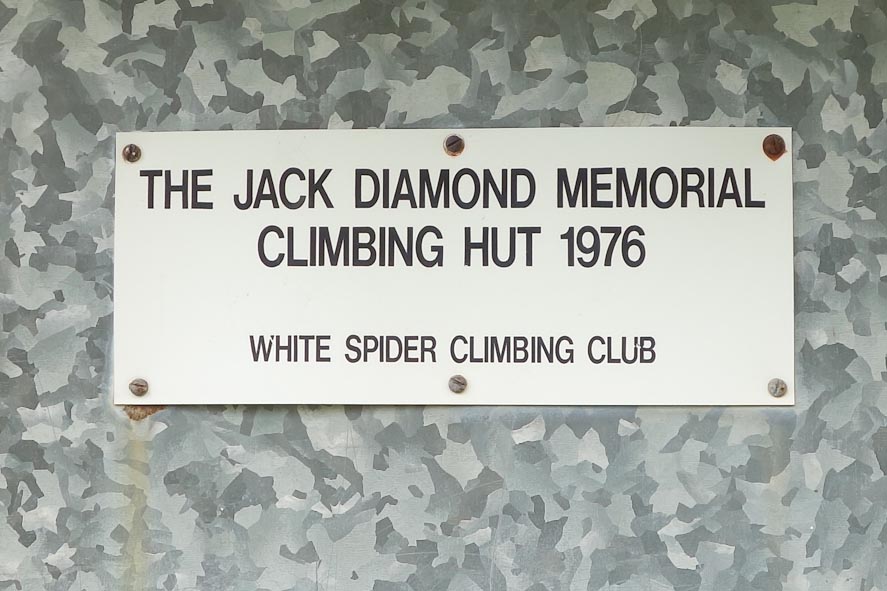 THE JACK DIAMOND MEMORIAL
CLIMBING HUT 1976
WHITE SPIDER CLIMBING CLUB